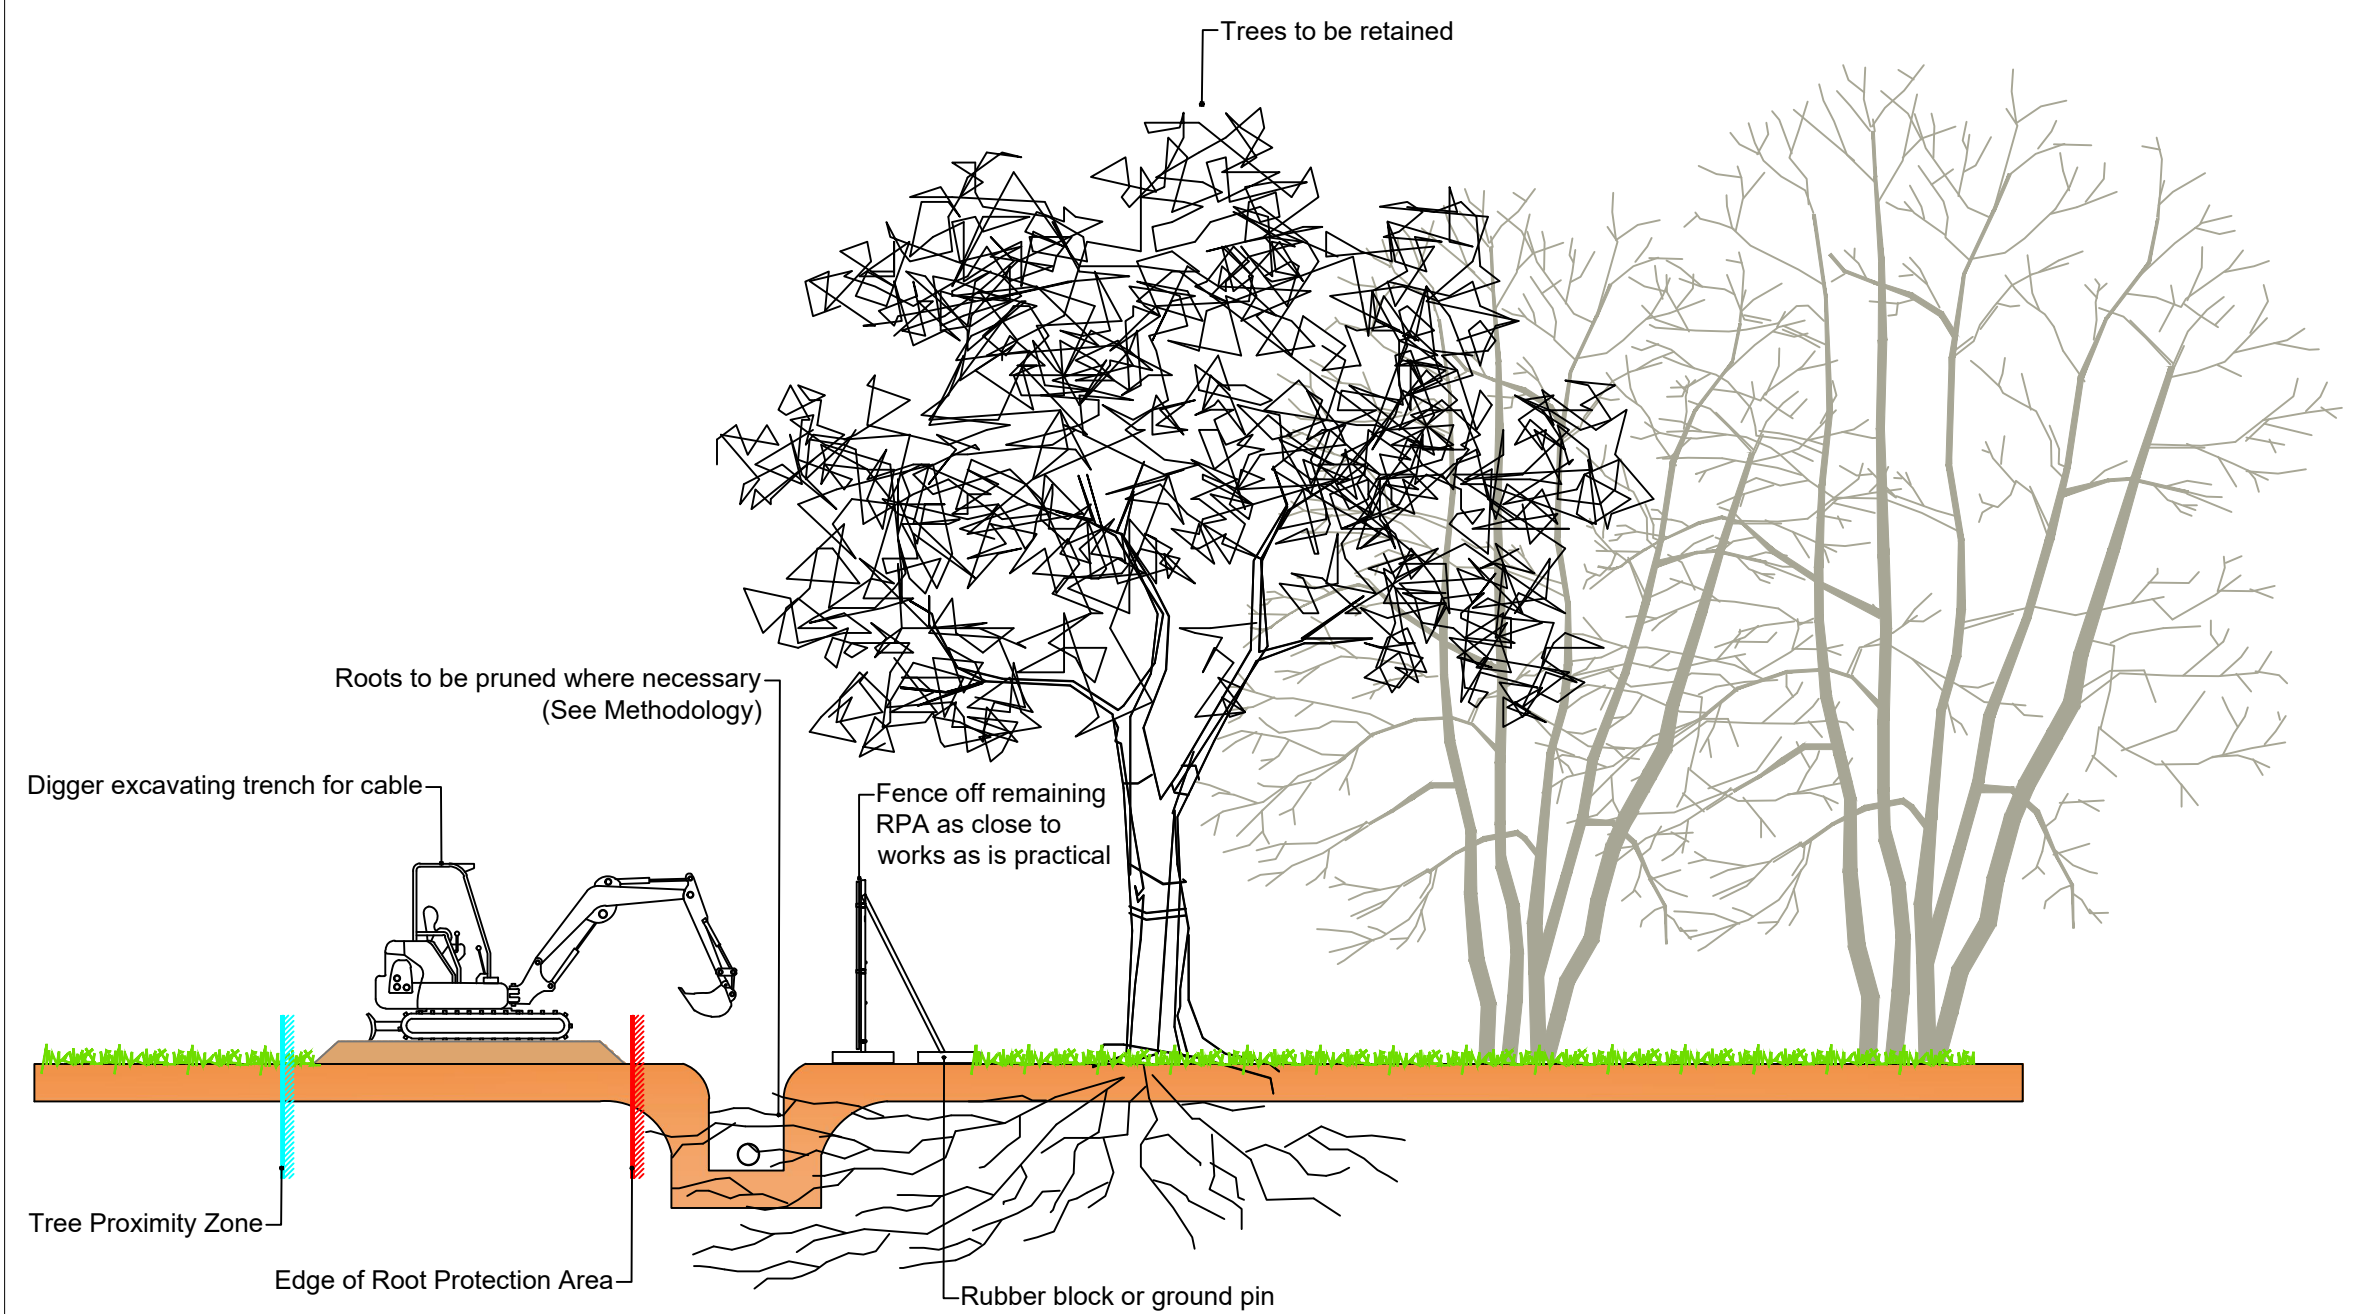 Trees to be retained
Roots to be pruned where necessary
(See Methodology)
Digger excavating trench for cable
Fence off remaining
RPA as close to
works as is practical
Tree Proximity Zone
Edge of Root Protection Area
Rubber block or ground pin